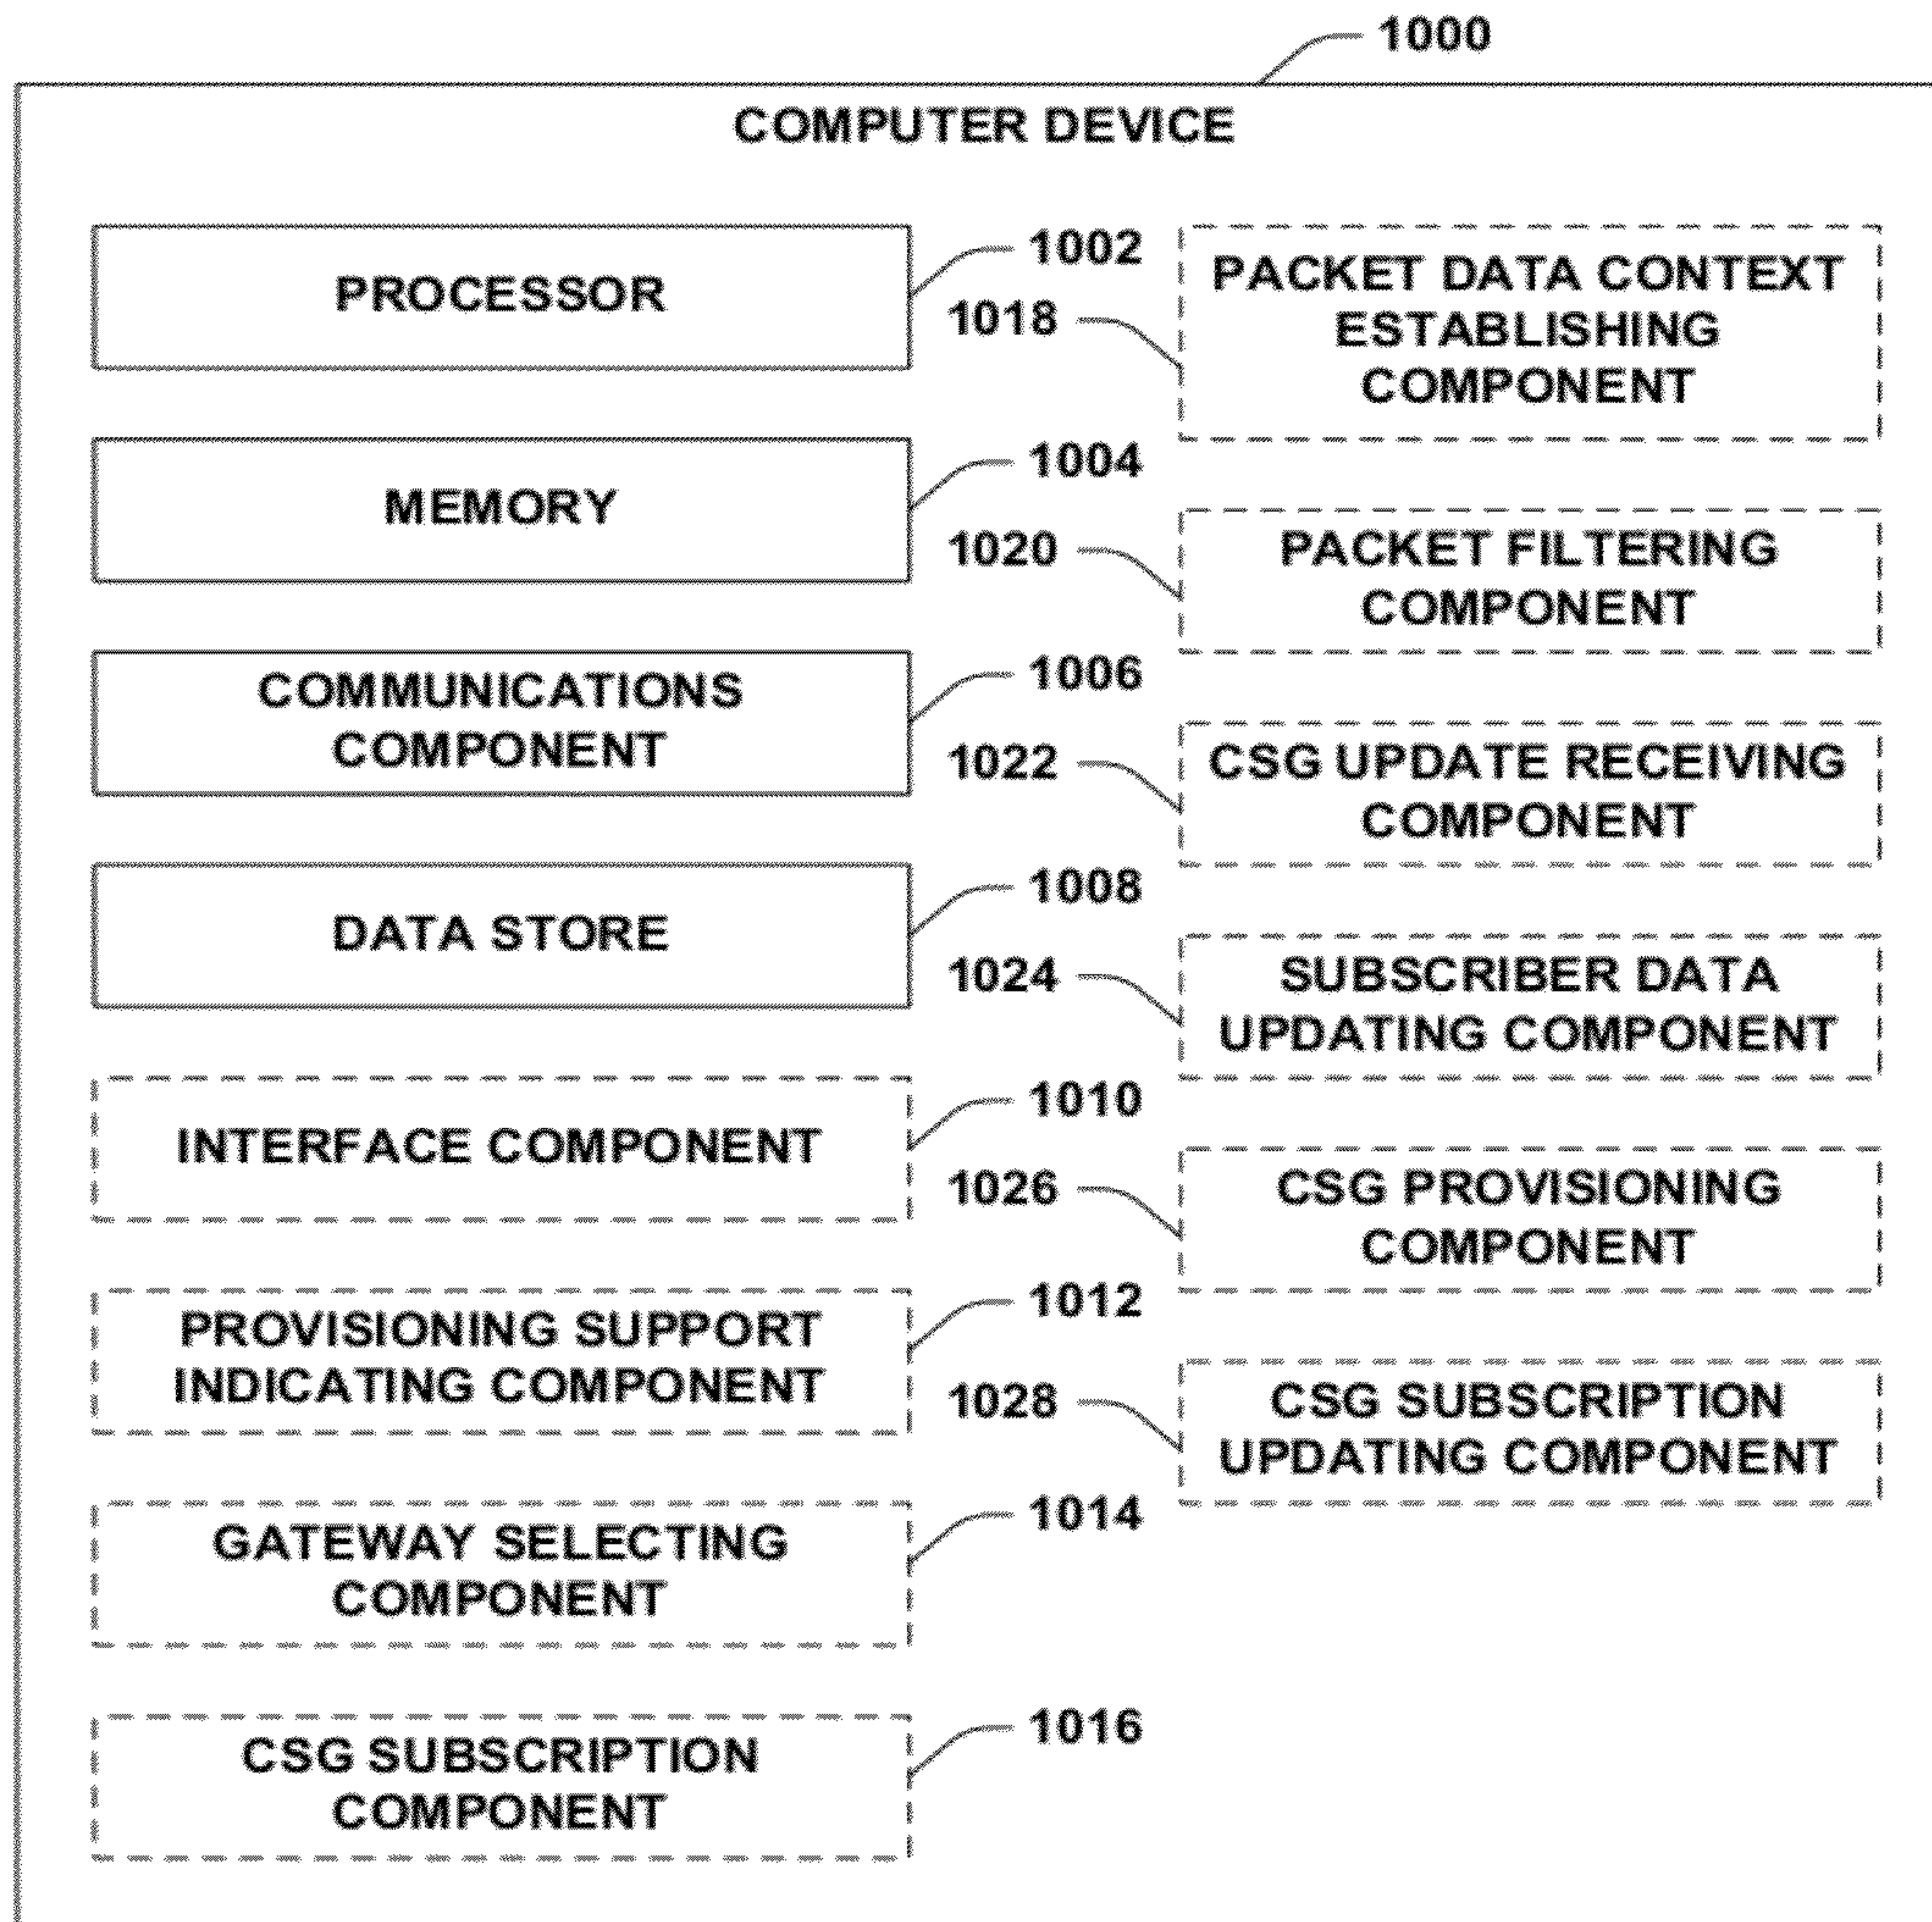 1000
COMPUTER DEVICE
PROCESSOR
1002
MEMORY
1004
COMMUNICATIONS
COMPONENT
1006
DATA STORE
1008
INTERFACE COMPONENT
1010
PROVISIONING SUPPORT
INDICATING COMPONENT
1012
GATEWAY SELECTING
COMPONENT
1014
CSG SUBSCRIPTION
COMPONENT
1016
PACKET DATA CONTEXT
ESTABLISHING
COMPONENT
1018
PACKET FILTERING
COMPONENT
1020
CSG UPDATE RECEIVING
COMPONENT
1022
SUBSCRIBER DATA
UPDATING COMPONENT
1024
CSG PROVISIONING
COMPONENT
1026
CSG SUBSCRIPTION
UPDATING COMPONENT
1028